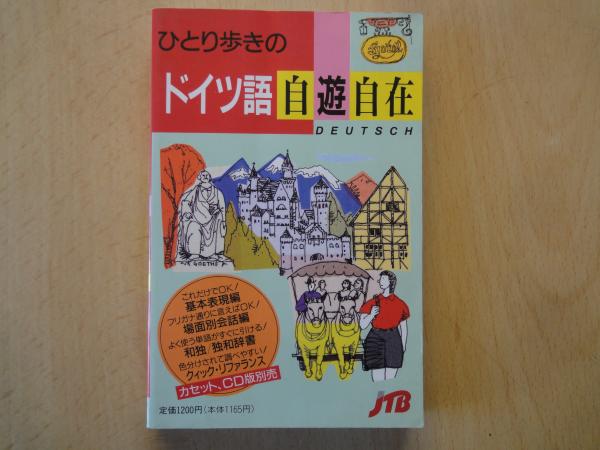 ひとり歩きの
ドイツ語自遊自在
DEUTSCH
GOETHE
これだけでOK!
基本表現編
フリガナ通りに言えばOK!
場面別会話編
よく使う単語がすぐに引ける!
和独/独和辞書
色分けされて調べやすい!
クイック・リファランス
カセット、CD版別売
定価1200円(本体1165円)
JTB